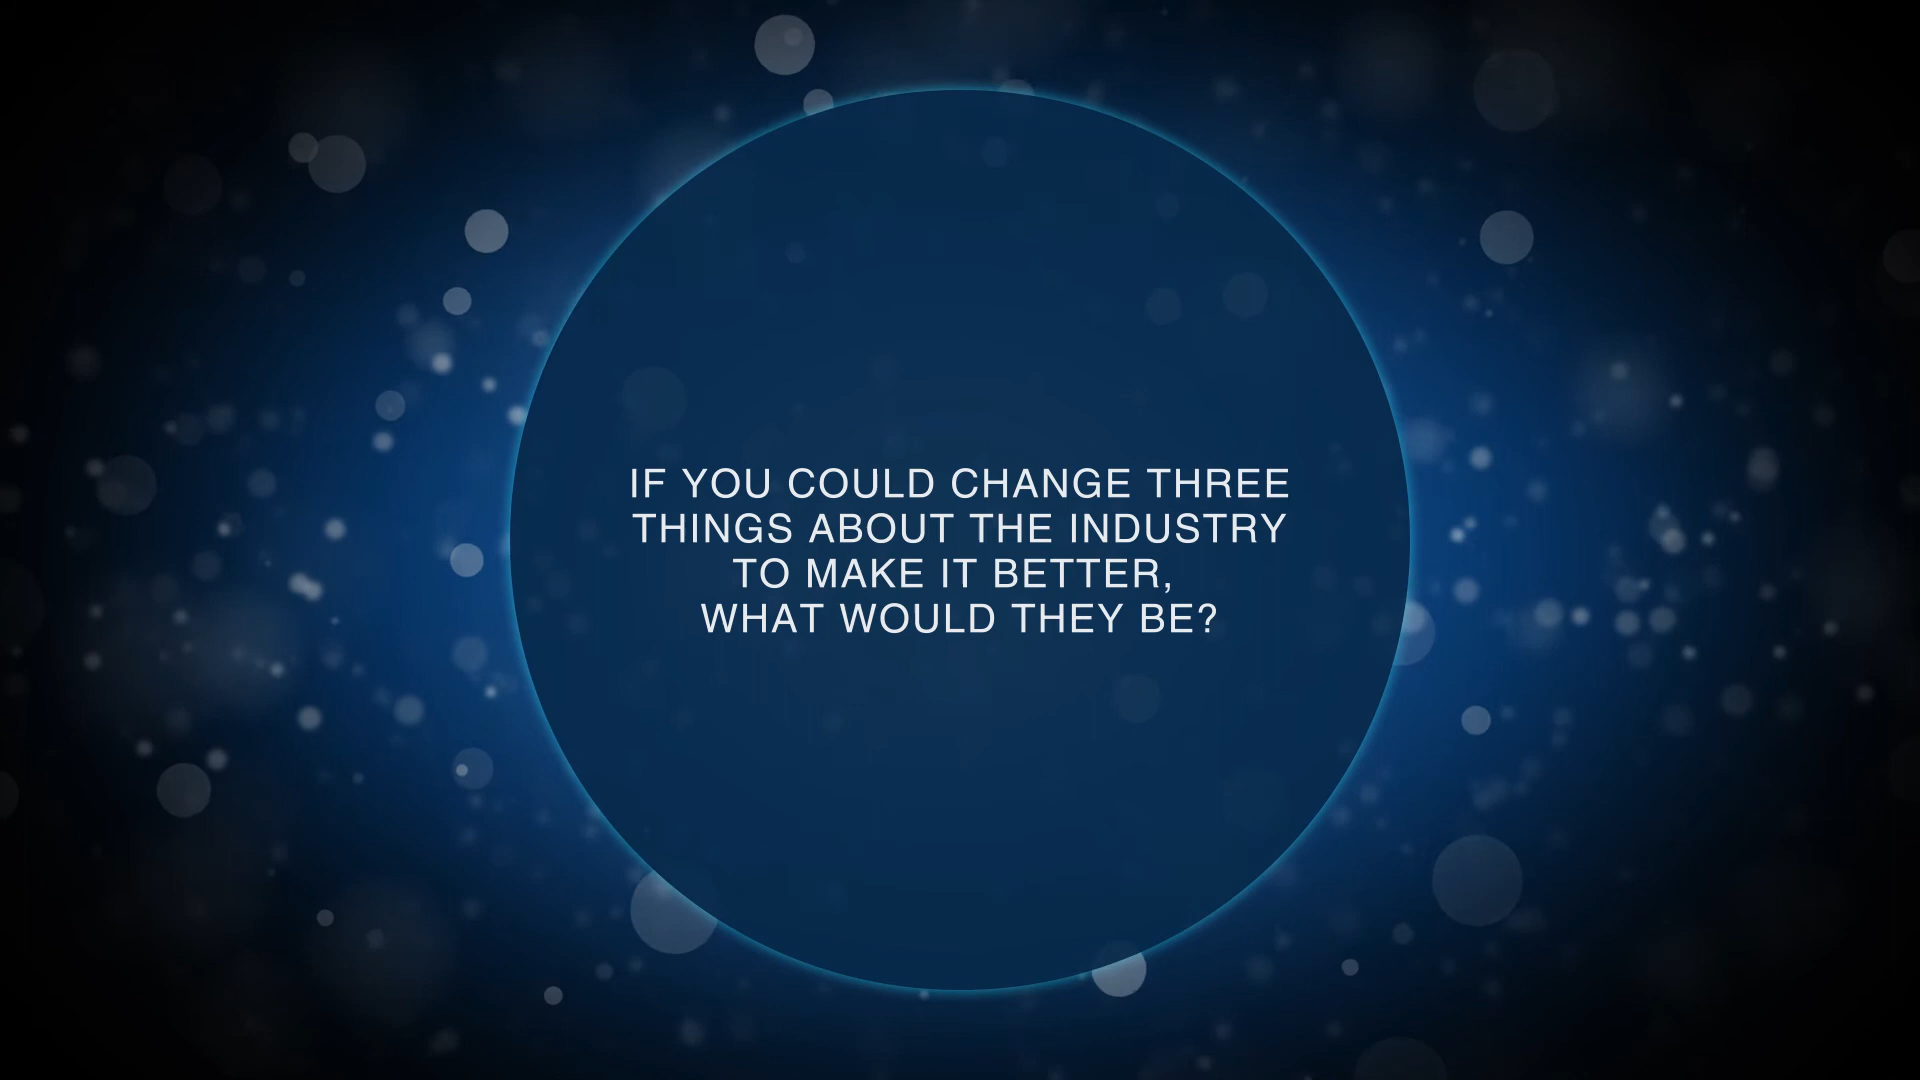 IF YOU COULD CHANGE THREE
THINGS ABOUT THE INDUSTRY
TO MAKE IT BETTER,
WHAT WOULD THEY BE?